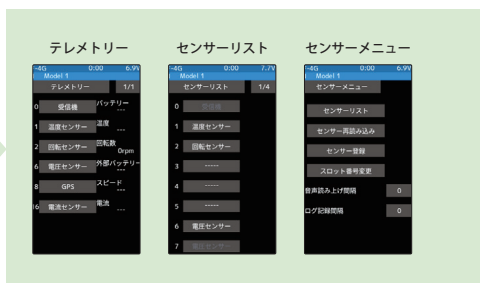 テレメトリー
-4G 0:00 6.9V
Model 1
テレメトリー 1/1
0 受信機 バッテリー ---
1 温度センサー 温度 ---
2 回転センサー 回転数 0rpm
6 電圧センサー 外部バッテリー ---
8 GPS スピード ---
16 電流センサー 電流 ---
センサーリスト
-4G 0:00 7.7V
Model 1
センサーリスト 1/4
0 受信機
1 温度センサー
2 回転センサー
3 -----
4 -----
5 -----
6 電圧センサー
7 電圧センサー
センサーメニュー
-4G 0:00 6.9V
Model 1
センサーメニュー
センサーリスト
センサー再読み込み
センサー登録
スロット番号変更
音声読み上げ間隔 0
ログ記録間隔 0